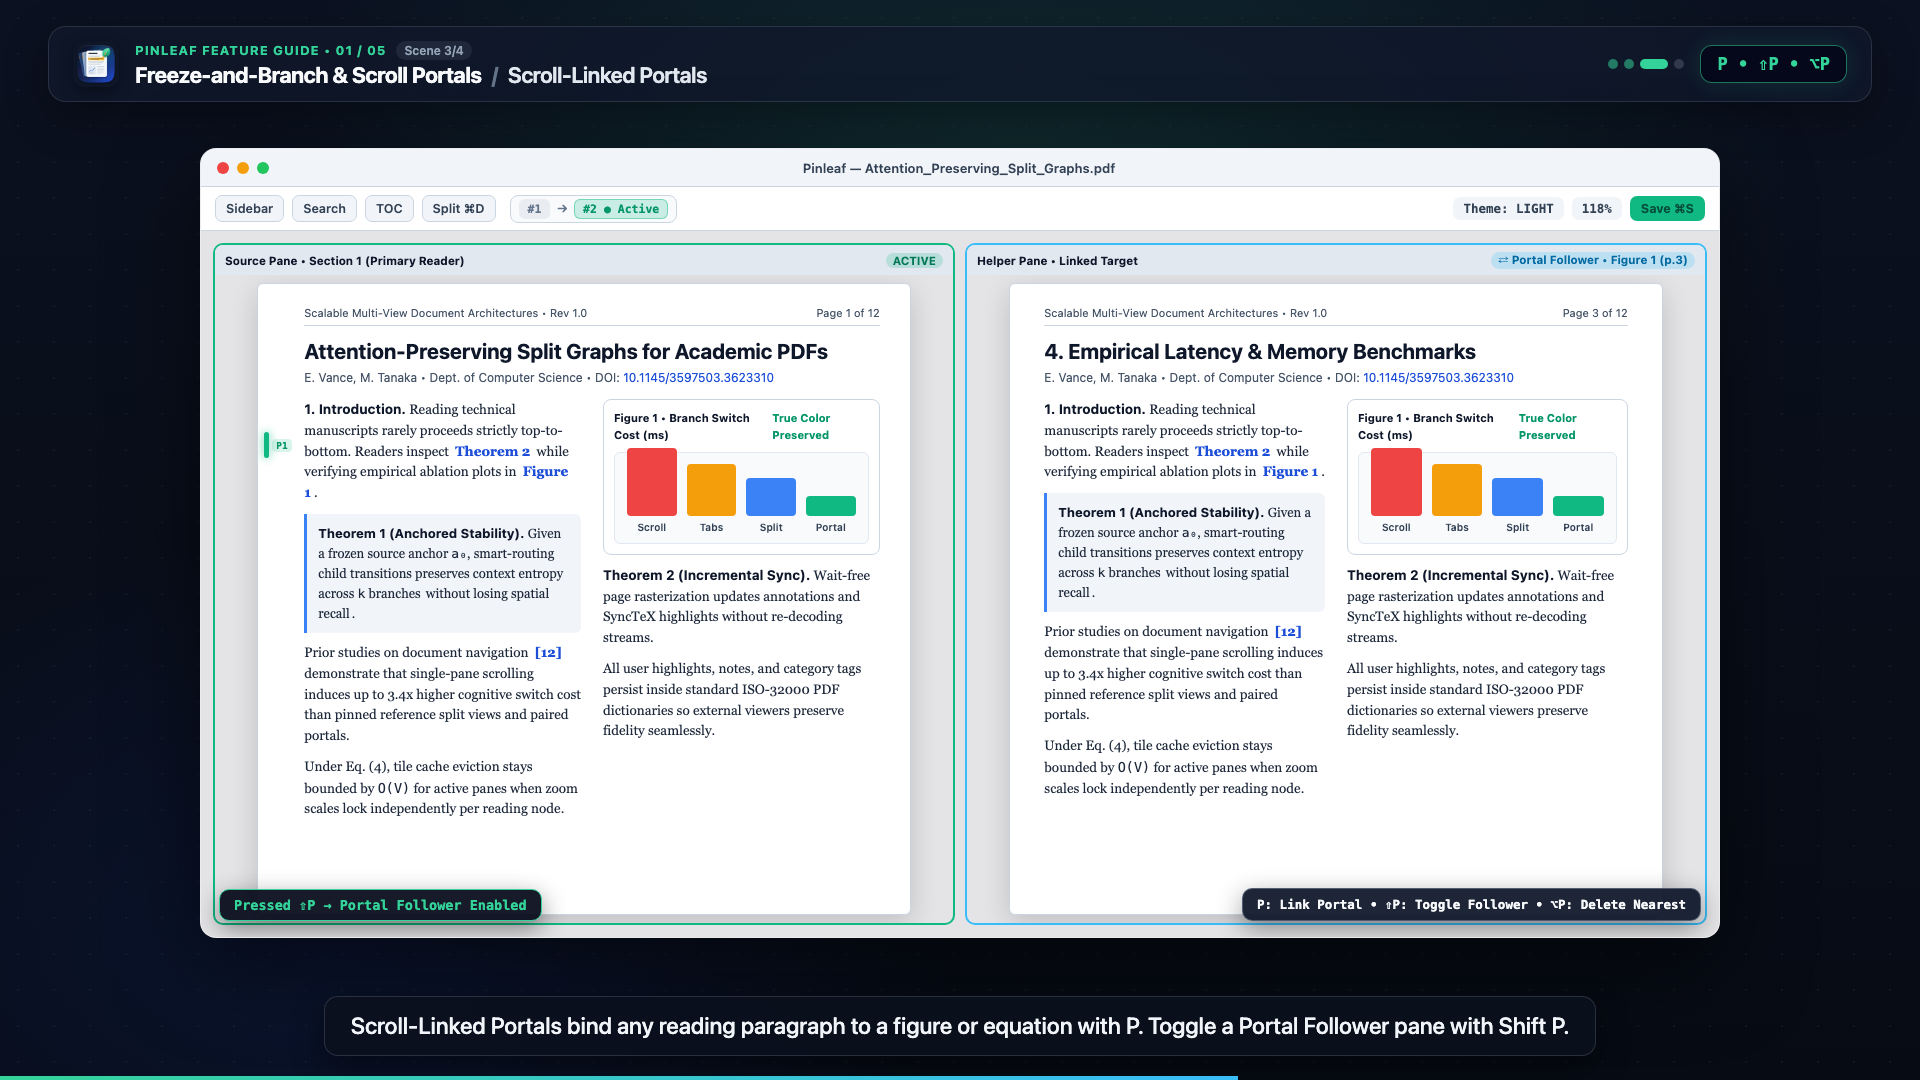 PINLEAF FEATURE GUIDE • 01 / 05 Scene 3/4
Freeze-and-Branch & Scroll Portals / Scroll-Linked Portals
P • ⇧P • ⌥P
Pinleaf — Attention_Preserving_Split_Graphs.pdf
Sidebar Search TOC Split ⌘D #1 → #2 ● Active Theme: LIGHT 118% Save ⌘S
Source Pane • Section 1 (Primary Reader) ACTIVE
Scalable Multi-View Document Architectures • Rev 1.0 Page 1 of 12
Attention-Preserving Split Graphs for Academic PDFs
E. Vance, M. Tanaka • Dept. of Computer Science • DOI: 10.1145/3597503.3623310
P1
1. Introduction. Reading technical
manuscripts rarely proceeds strictly top-to-
bottom. Readers inspect Theorem 2 while
verifying empirical ablation plots in Figure
1 .
Theorem 1 (Anchored Stability). Given
a frozen source anchor a₀, smart-routing
child transitions preserves context entropy
across k branches without losing spatial
recall .
Prior studies on document navigation [12]
demonstrate that single-pane scrolling
induces up to 3.4x higher cognitive switch cost
than pinned reference split views and paired
portals.
Under Eq. (4), tile cache eviction stays
bounded by O(V) for active panes when zoom
scales lock independently per reading node.
Figure 1 • Branch Switch
Cost (ms)
True Color
Preserved
Scroll Tabs Split Portal
Theorem 2 (Incremental Sync). Wait-free
page rasterization updates annotations and
SyncTeX highlights without re-decoding
streams.
All user highlights, notes, and category tags
persist inside standard ISO-32000 PDF
dictionaries so external viewers preserve
fidelity seamlessly.
Pressed ⇧P → Portal Follower Enabled
Helper Pane • Linked Target ⇄ Portal Follower • Figure 1 (p.3)
Scalable Multi-View Document Architectures • Rev 1.0 Page 3 of 12
4. Empirical Latency & Memory Benchmarks
E. Vance, M. Tanaka • Dept. of Computer Science • DOI: 10.1145/3597503.3623310
1. Introduction. Reading technical
manuscripts rarely proceeds strictly top-to-
bottom. Readers inspect Theorem 2 while
verifying empirical ablation plots in Figure 1 .
Theorem 1 (Anchored Stability). Given a
frozen source anchor a₀, smart-routing
child transitions preserves context entropy
across k branches without losing spatial
recall .
Prior studies on document navigation [12]
demonstrate that single-pane scrolling induces
up to 3.4x higher cognitive switch cost than
pinned reference split views and paired
portals.
Under Eq. (4), tile cache eviction stays
bounded by O(V) for active panes when zoom
scales lock independently per reading node.
Figure 1 • Branch Switch
Cost (ms)
True Color
Preserved
Scroll Tabs Split Portal
Theorem 2 (Incremental Sync). Wait-free
page rasterization updates annotations and
SyncTeX highlights without re-decoding
streams.
All user highlights, notes, and category tags
persist inside standard ISO-32000 PDF
dictionaries so external viewers preserve
fidelity seamlessly.
P: Link Portal • ⇧P: Toggle Follower • ⌥P: Delete Nearest
Scroll-Linked Portals bind any reading paragraph to a figure or equation with P. Toggle a Portal Follower pane with Shift P.